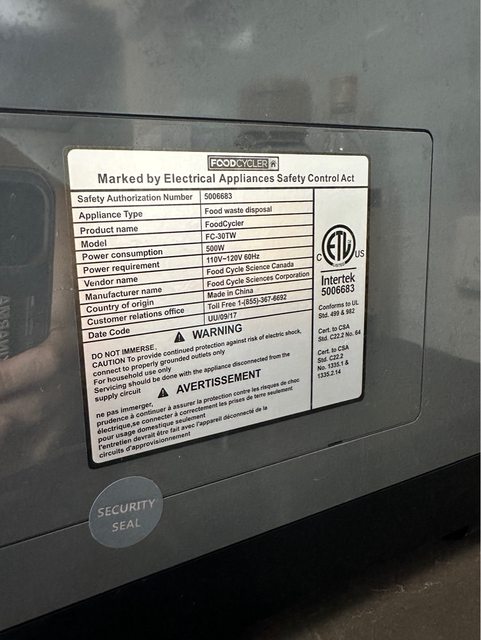 FOODCYCLER
Marked by Electrical Appliances Safety Control Act
Safety Authorization Number 5006683
Appliance Type Food waste disposal
Product name FoodCycler
Model FC-30TW
Power consumption 500W
Power requirement 110V~120V 60Hz
Vendor name Food Cycle Science Canada
Manufacturer name Food Cycle Sciences Corporation
Country of origin Made in China
Customer relations office Toll Free 1-(855)-367-6692
Date Code UU/09/17
WARNING
DO NOT IMMERSE.
CAUTION To provide continued protection against risk of electric shock,
connect to properly grounded outlets only
For household use only
Servicing should be done with the appliance disconnected from the
supply circuit
AVERTISSEMENT
ne pas immerger,
prudence à continuer à assurer la protection contre les risques de choc
électrique,se connecter à correctement les prises de terre seulement
pour usage domestique seulement
l'entretien devrait être fait avec l'appareil déconnecté de la
circuits d'approvisionnement
C ETL US
Intertek
5006683
Conforms to UL
Std. 499 & 982
Cert. to CSA
Std. C22.2 No. 64
Cert. to CSA
Std. C22.2
No. 1335.1 &
1335.2.14
SECURITY
SEAL